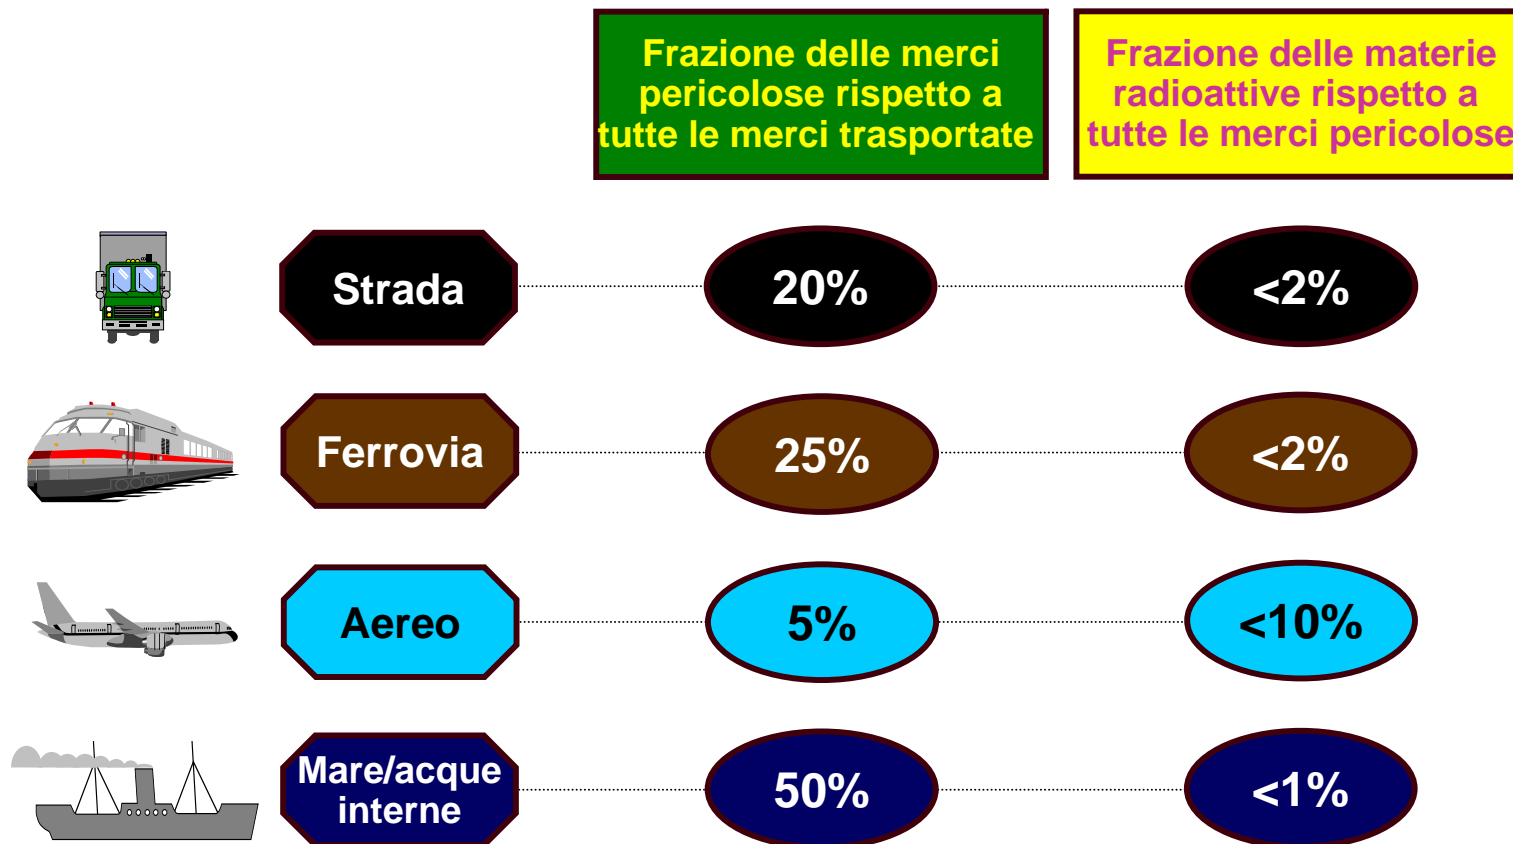 Frazione delle merci
pericolose rispetto a
tutte le merci trasportate
Frazione delle materie
radioattive rispetto a
tutte le merci pericolose
Strada
20%
<2%
Ferrovia
25%
<2%
Aereo
5%
<10%
Mare/acque
interne
50%
<1%